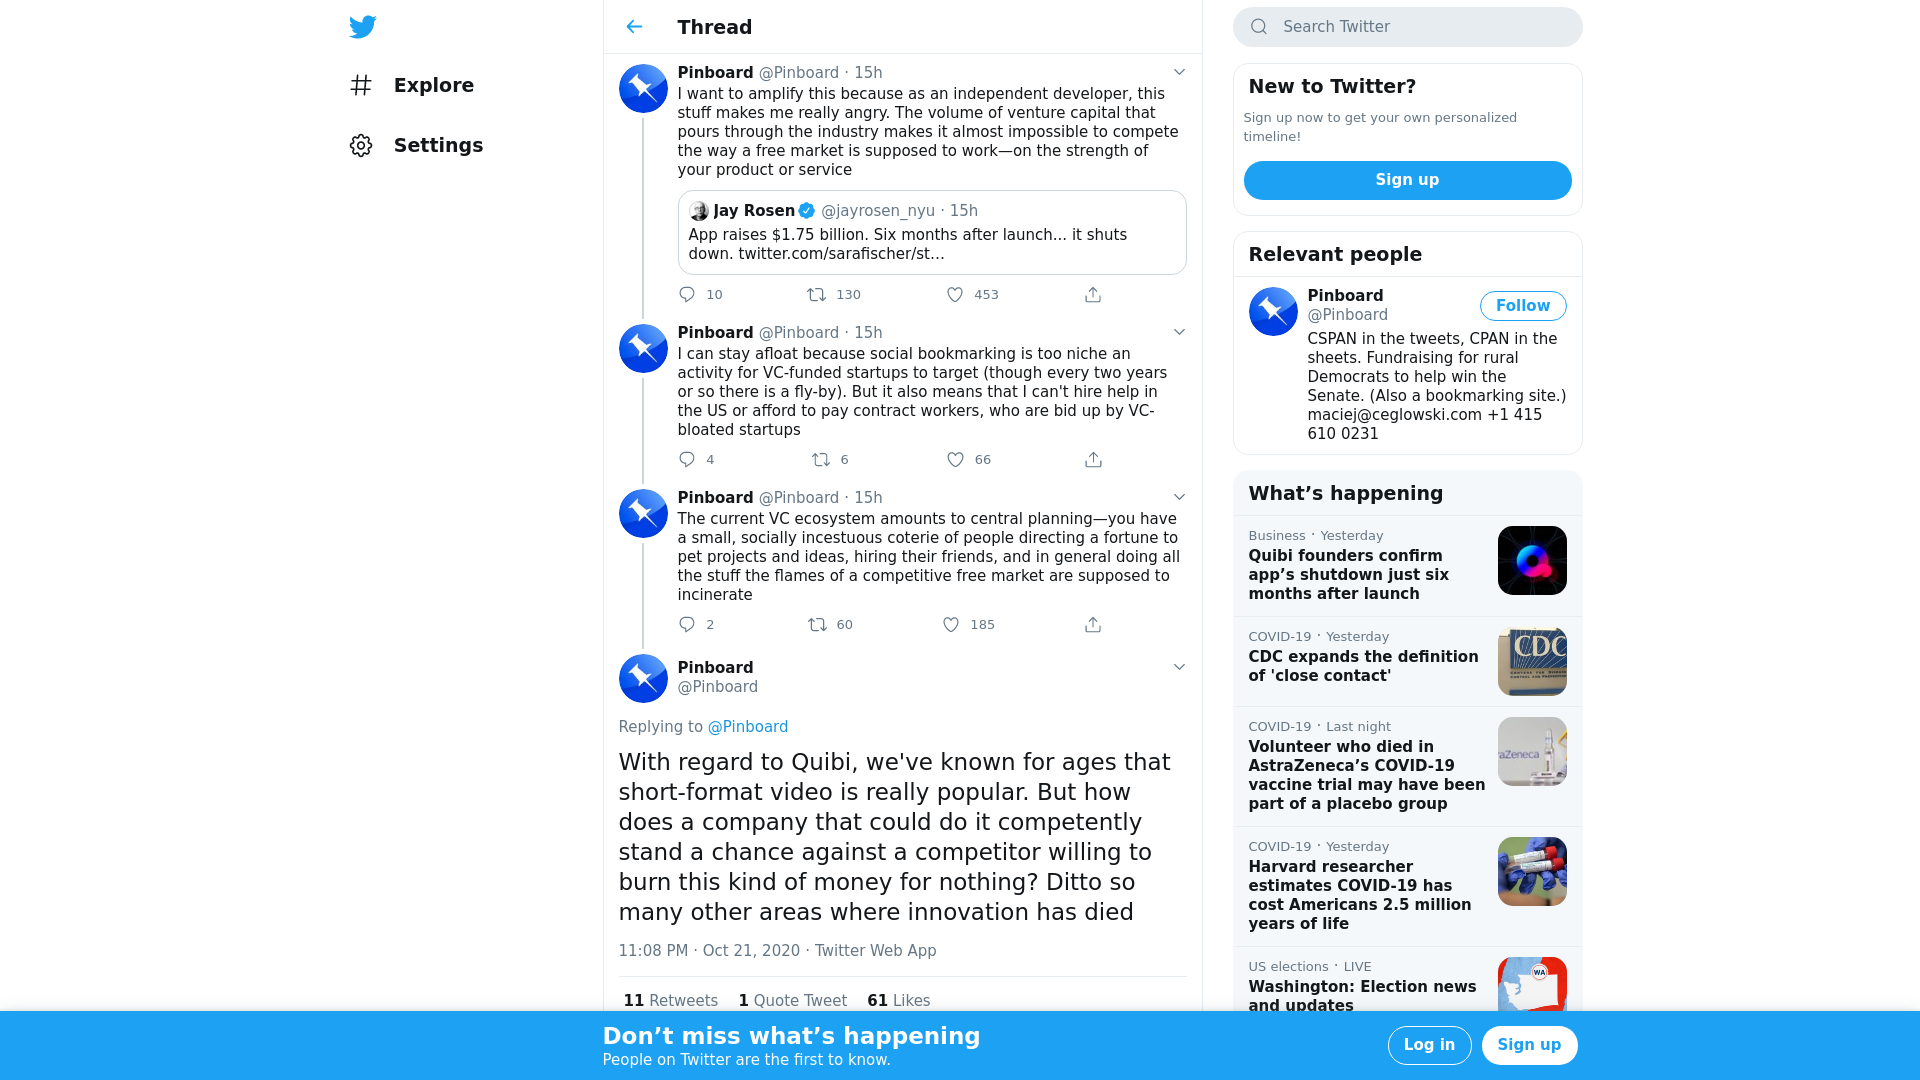 Explore
Settings
Thread
Pinboard @Pinboard · 15h
I want to amplify this because as an independent developer, this
stuff makes me really angry. The volume of venture capital that
pours through the industry makes it almost impossible to compete
the way a free market is supposed to work—on the strength of
your product or service
Jay Rosen @jayrosen_nyu · 15h
App raises $1.75 billion. Six months after launch... it shuts
down. twitter.com/sarafischer/st…
10 130 453
Pinboard @Pinboard · 15h
I can stay afloat because social bookmarking is too niche an
activity for VC-funded startups to target (though every two years
or so there is a fly-by). But it also means that I can't hire help in
the US or afford to pay contract workers, who are bid up by VC-
bloated startups
4 6 66
Pinboard @Pinboard · 15h
The current VC ecosystem amounts to central planning—you have
a small, socially incestuous coterie of people directing a fortune to
pet projects and ideas, hiring their friends, and in general doing all
the stuff the flames of a competitive free market are supposed to
incinerate
2 60 185
Pinboard
@Pinboard
Replying to @Pinboard
With regard to Quibi, we've known for ages that
short-format video is really popular. But how
does a company that could do it competently
stand a chance against a competitor willing to
burn this kind of money for nothing? Ditto so
many other areas where innovation has died
11:08 PM · Oct 21, 2020 · Twitter Web App
11 Retweets 1 Quote Tweet 61 Likes
Search Twitter
New to Twitter?
Sign up now to get your own personalized
timeline!
Sign up
Relevant people
Pinboard
@Pinboard
Follow
CSPAN in the tweets, CPAN in the
sheets. Fundraising for rural
Democrats to help win the
Senate. (Also a bookmarking site.)
maciej@ceglowski.com +1 415
610 0231
What’s happening
Business · Yesterday
Quibi founders confirm
app’s shutdown just six
months after launch
COVID-19 · Yesterday
CDC expands the definition
of 'close contact'
CDC
COVID-19 · Last night
Volunteer who died in
AstraZeneca’s COVID-19
vaccine trial may have been
part of a placebo group
raZeneca
COVID-19 · Yesterday
Harvard researcher
estimates COVID-19 has
cost Americans 2.5 million
years of life
US elections · LIVE
Washington: Election news
and updates
WA
Don’t miss what’s happening
People on Twitter are the first to know.
Log in
Sign up